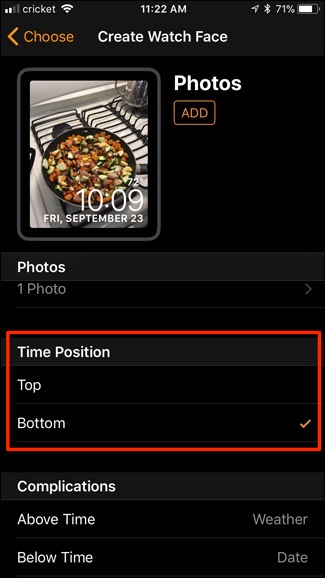 cricket 11:22 AM 71%
Choose Create Watch Face
Photos
ADD
72°
10:09
FRI, SEPTEMBER 23
Photos
1 Photo
Time Position
Top
Bottom
Complications
Above Time Weather
Below Time Date